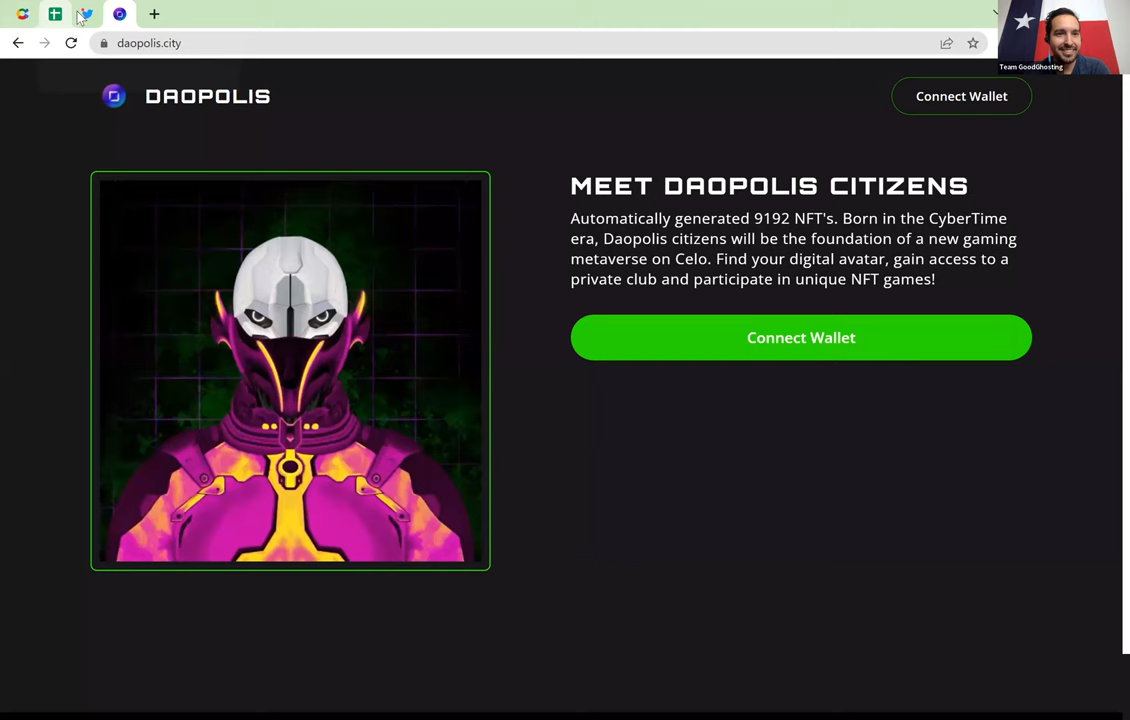 daopolis.city
Team GoodGhosting
DAOPOLIS
Connect Wallet
MEET DAOPOLIS CITIZENS
Automatically generated 9192 NFT's. Born in the CyberTime
era, Daopolis citizens will be the foundation of a new gaming
metaverse on Celo. Find your digital avatar, gain access to a
private club and participate in unique NFT games!
Connect Wallet